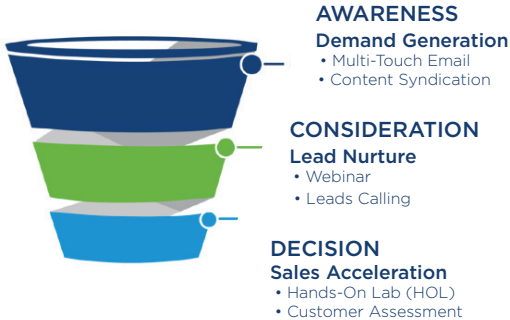 AWARENESS
Demand Generation
• Multi-Touch Email
• Content Syndication
CONSIDERATION
Lead Nurture
• Webinar
• Leads Calling
DECISION
Sales Acceleration
• Hands-On Lab (HOL)
• Customer Assessment